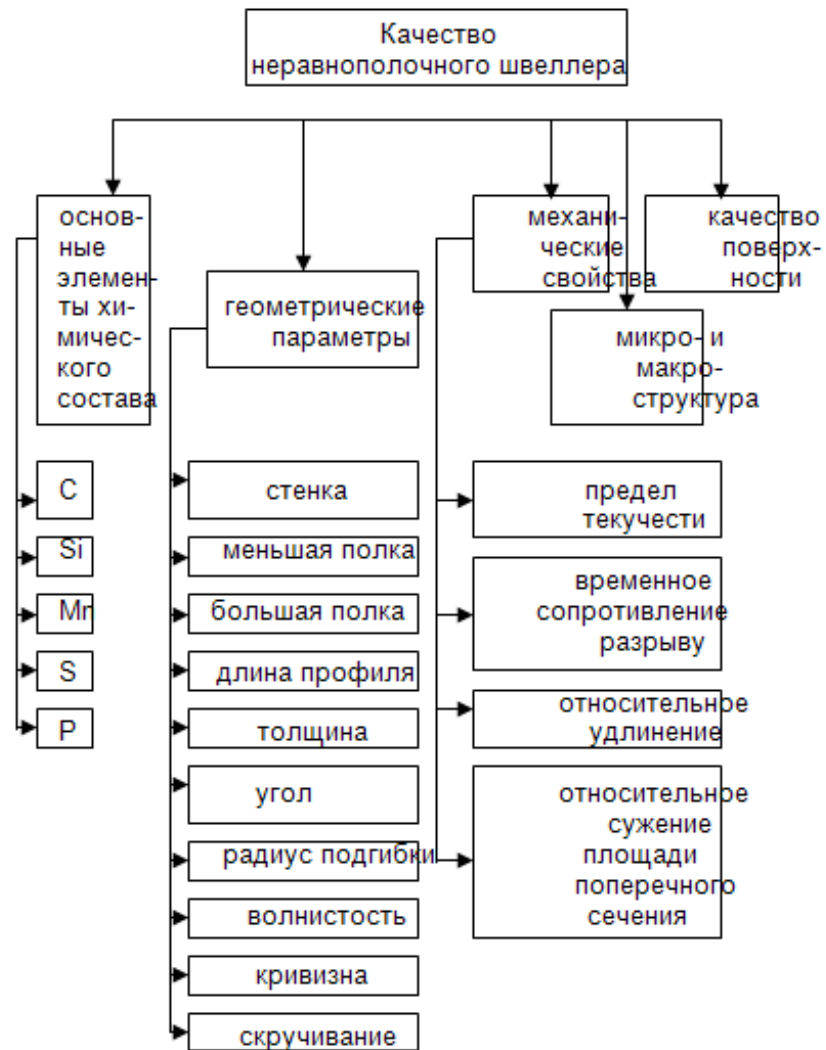 Качество
неравнополочного швеллера
основ-
ные
элемен-
ты хи-
мичес-
кого
состава
геометрические
параметры
механи-
ческие
свойства
качество
поверх-
ности
микро- и
макро-
структура
C
Si
Mn
S
P
стенка
меньшая полка
большая полка
длина профиля
толщина
угол
радиус подгибки
волнистость
кривизна
скручивание
предел
текучести
временное
сопротивление
разрыву
относительное
удлинение
относительное
сужение
площади
поперечного
сечения